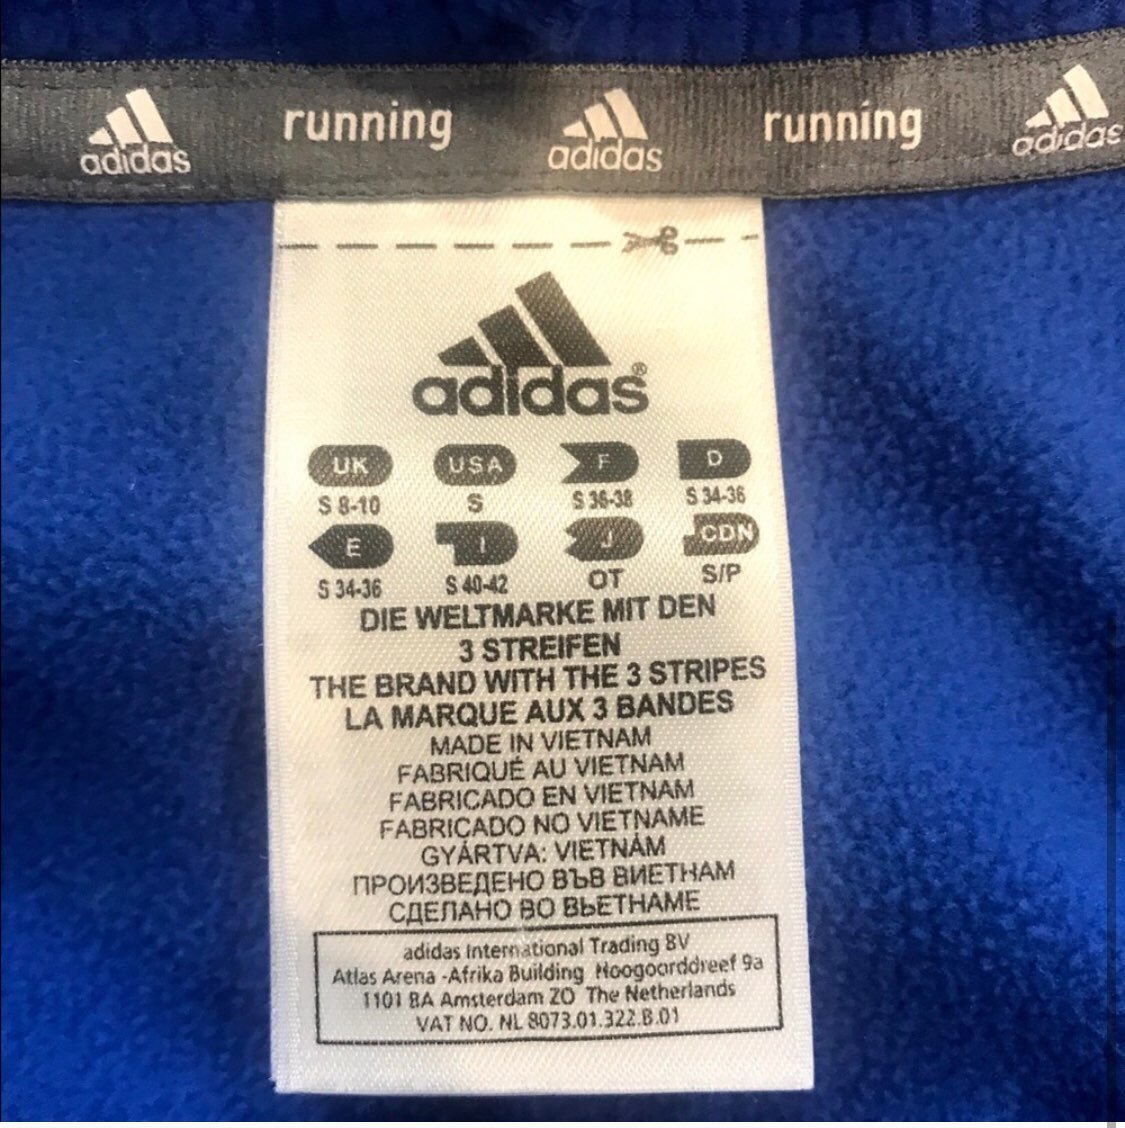 adidas running adidas running adidas
adidas®
UK USA F D
S 8-10 S S 36-38 S 34-36
E I J CDN
S 34-36 S 40-42 OT S/P
DIE WELTMARKE MIT DEN
3 STREIFEN
THE BRAND WITH THE 3 STRIPES
LA MARQUE AUX 3 BANDES
MADE IN VIETNAM
FABRIQUÉ AU VIETNAM
FABRICADO EN VIETNAM
FABRICADO NO VIETNAME
GYÁRTVA: VIETNÁM
ПРОИЗВЕДЕНО ВЪВ ВИЕТНАМ
СДЕЛАНО ВО ВЬЕТНАМЕ
adidas International Trading BV
Atlas Arena -Afrika Building Hoogoorddreef 9a
1101 BA Amsterdam ZO The Netherlands
VAT NO. NL 8073.01.322.B.01